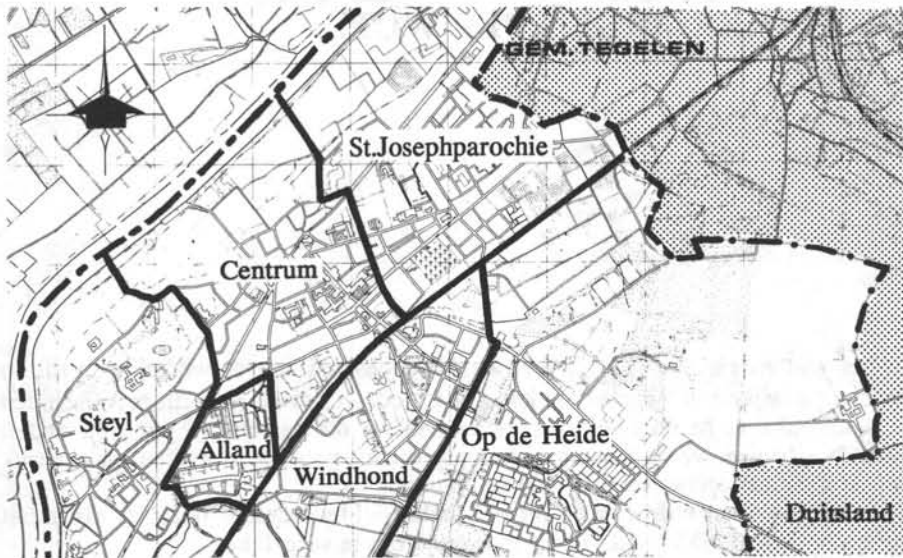 GEM. TEGELEN
St.Josephparochie
Centrum
Steyl
Alland
Op de Heide
Windhond
Duitsland